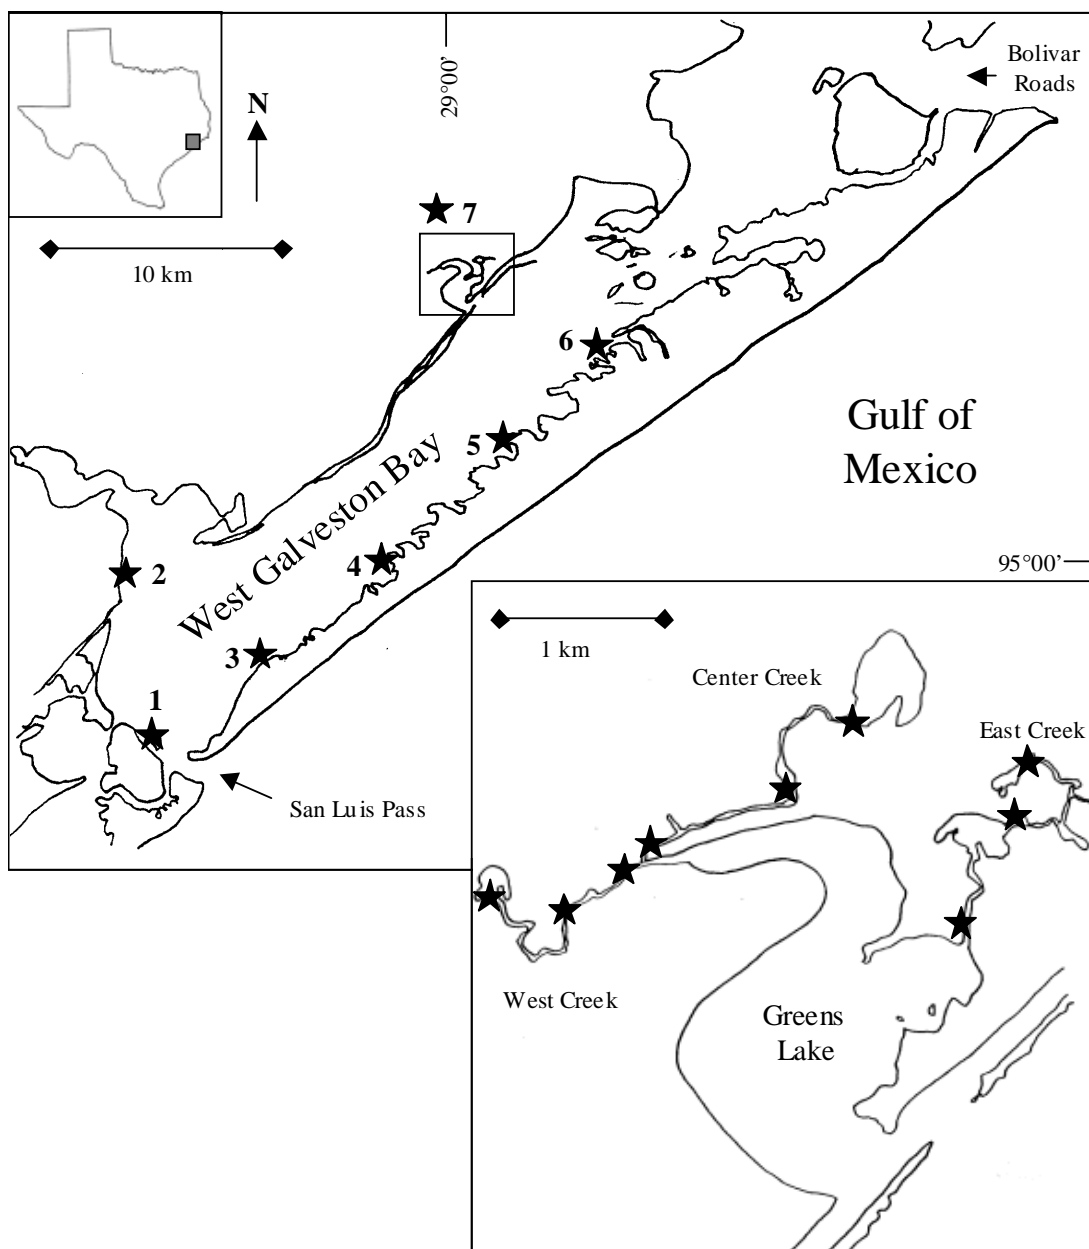 N
10 km
29°00'
Bolivar
Roads
7
6
5
4
3
2
1
West Galveston Bay
Gulf of
Mexico
95°00'
San Luis Pass
1 km
Center Creek
East Creek
West Creek
Greens
Lake